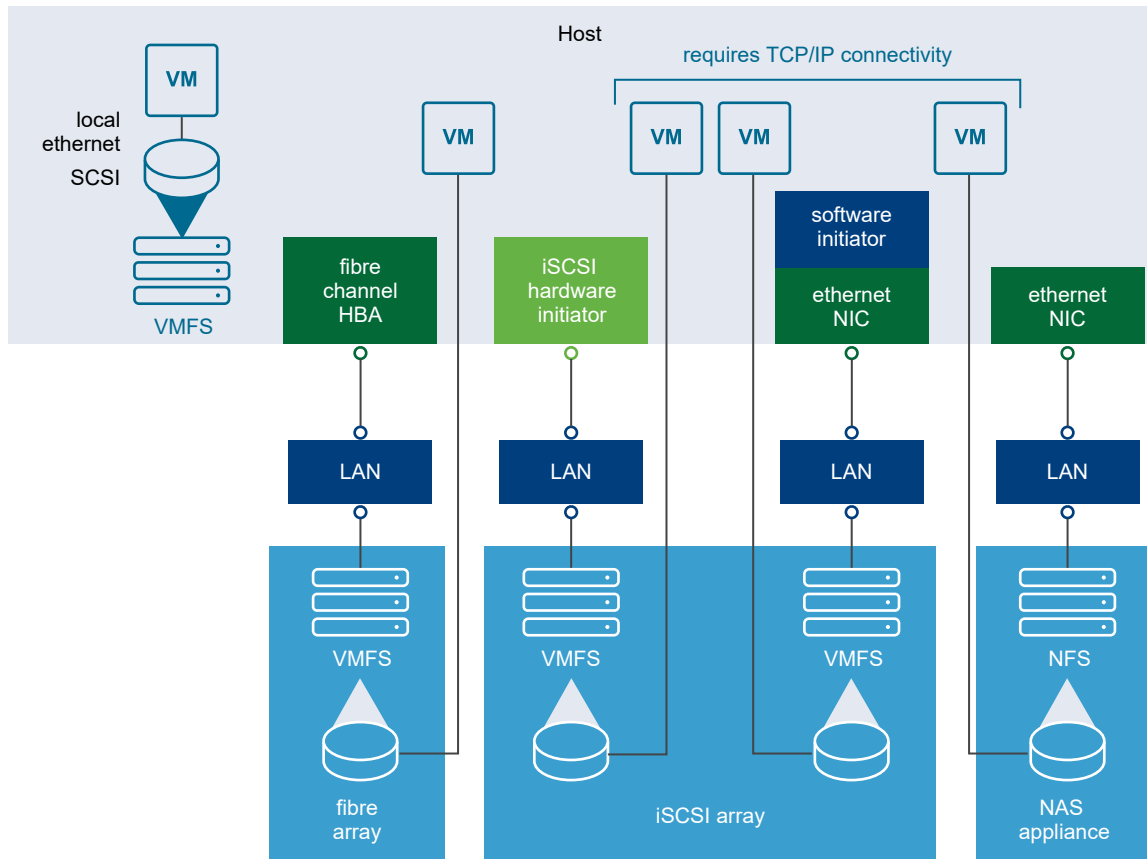 Host
requires TCP/IP connectivity
VM
local
ethernet
SCSI
VMFS
VM
VM
VM
VM
fibre
channel
HBA
iSCSI
hardware
initiator
software
initiator
ethernet
NIC
ethernet
NIC
LAN
LAN
LAN
LAN
VMFS
VMFS
VMFS
NFS
fibre
array
iSCSI array
NAS
appliance